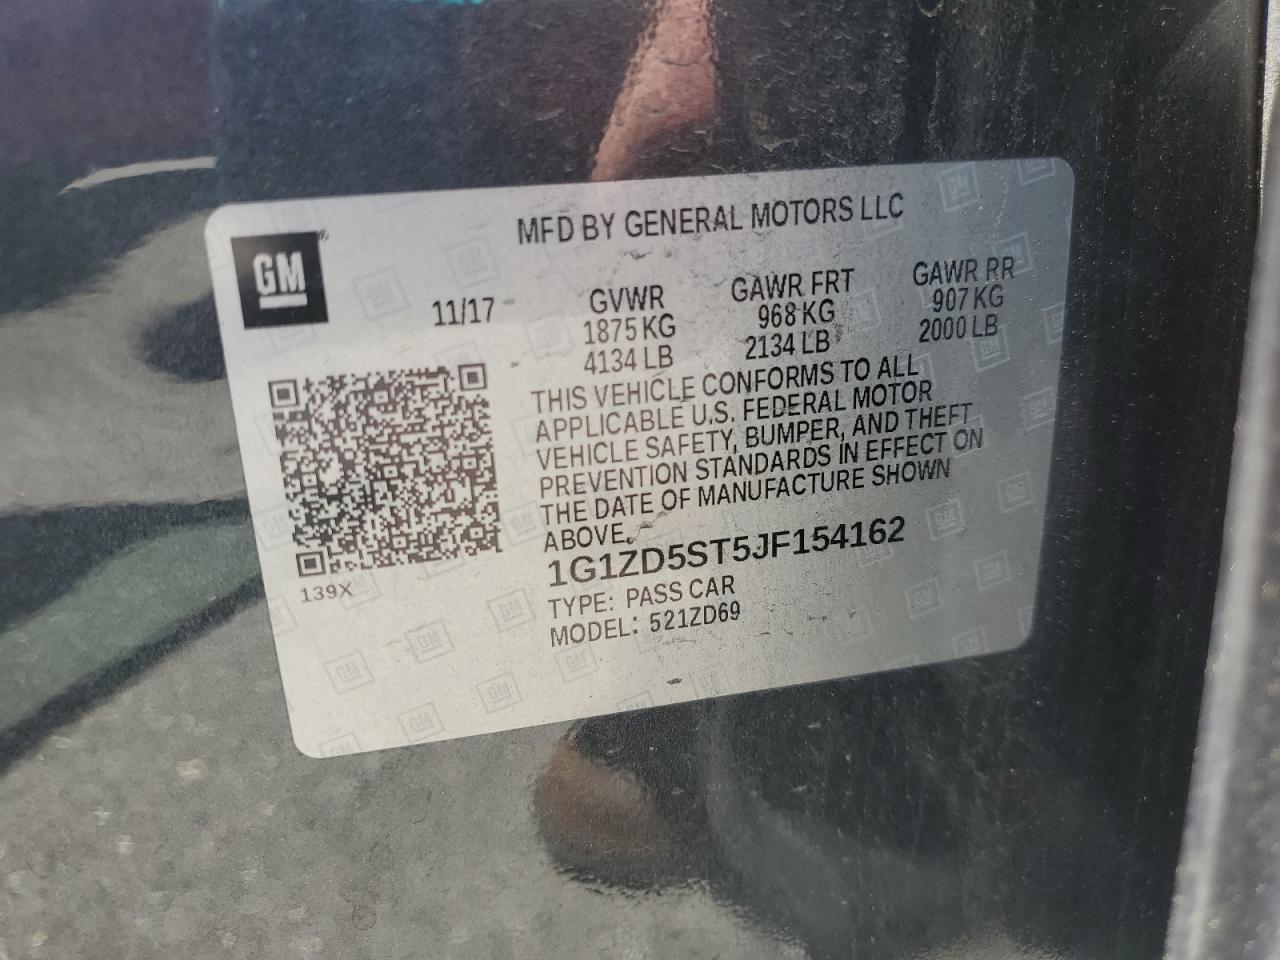 MFD BY GENERAL MOTORS LLC
GM®
11/17
GVWR GAWR FRT GAWR RR
1875 KG 968 KG 907 KG
4134 LB 2134 LB 2000 LB
THIS VEHICLE CONFORMS TO ALL
APPLICABLE U.S. FEDERAL MOTOR
VEHICLE SAFETY, BUMPER, AND THEFT
PREVENTION STANDARDS IN EFFECT ON
THE DATE OF MANUFACTURE SHOWN
ABOVE.
1G1ZD5ST5JF154162
TYPE: PASS CAR
MODEL: 521ZD69
139X